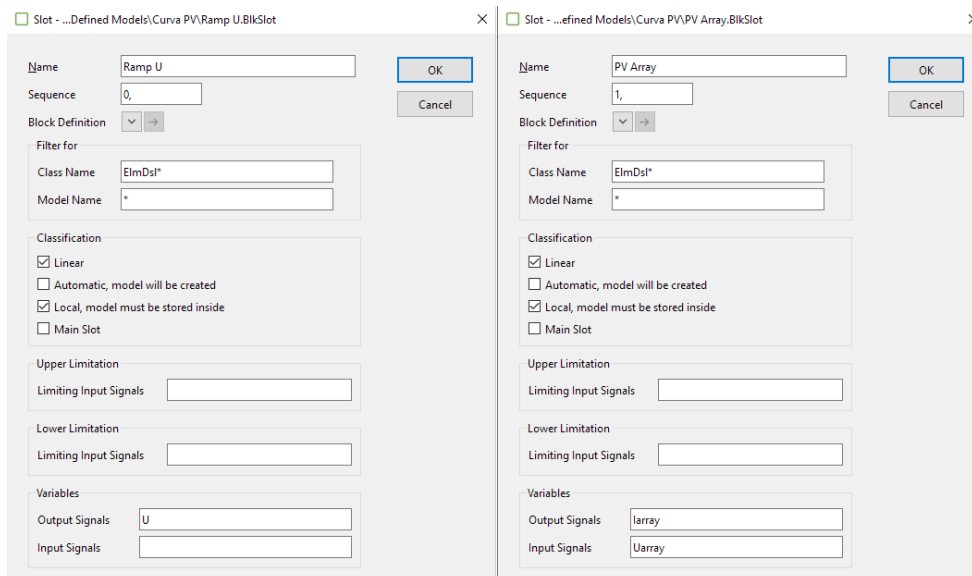 Slot - ...Defined Models\Curva PV\Ramp U.BlkSlot
Name Ramp U
OK
Sequence 0,
Cancel
Block Definition
Filter for
Class Name ElmDsl*
Model Name *
Classification
Linear
Automatic, model will be created
Local, model must be stored inside
Main Slot
Upper Limitation
Limiting Input Signals
Lower Limitation
Limiting Input Signals
Variables
Output Signals U
Input Signals
Slot - ...efined Models\Curva PV\PV Array.BlkSlot
Name PV Array
OK
Sequence 1,
Cancel
Block Definition
Filter for
Class Name ElmDsl*
Model Name *
Classification
Linear
Automatic, model will be created
Local, model must be stored inside
Main Slot
Upper Limitation
Limiting Input Signals
Lower Limitation
Limiting Input Signals
Variables
Output Signals Iarray
Input Signals Uarray